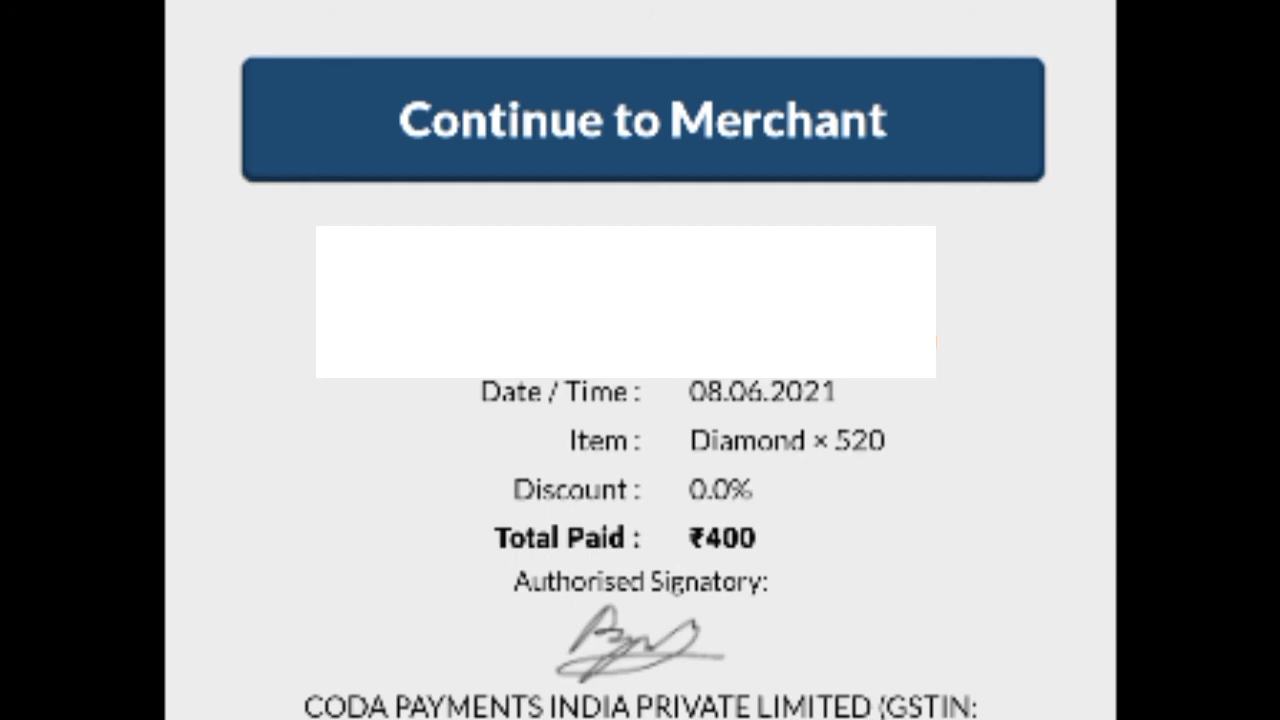 Continue to Merchant
Date / Time : 08.06.2021
Item : Diamond × 520
Discount : 0.0%
Total Paid : ₹400
Authorised Signatory:
CODA PAYMENTS INDIA PRIVATE LIMITED (GSTIN: